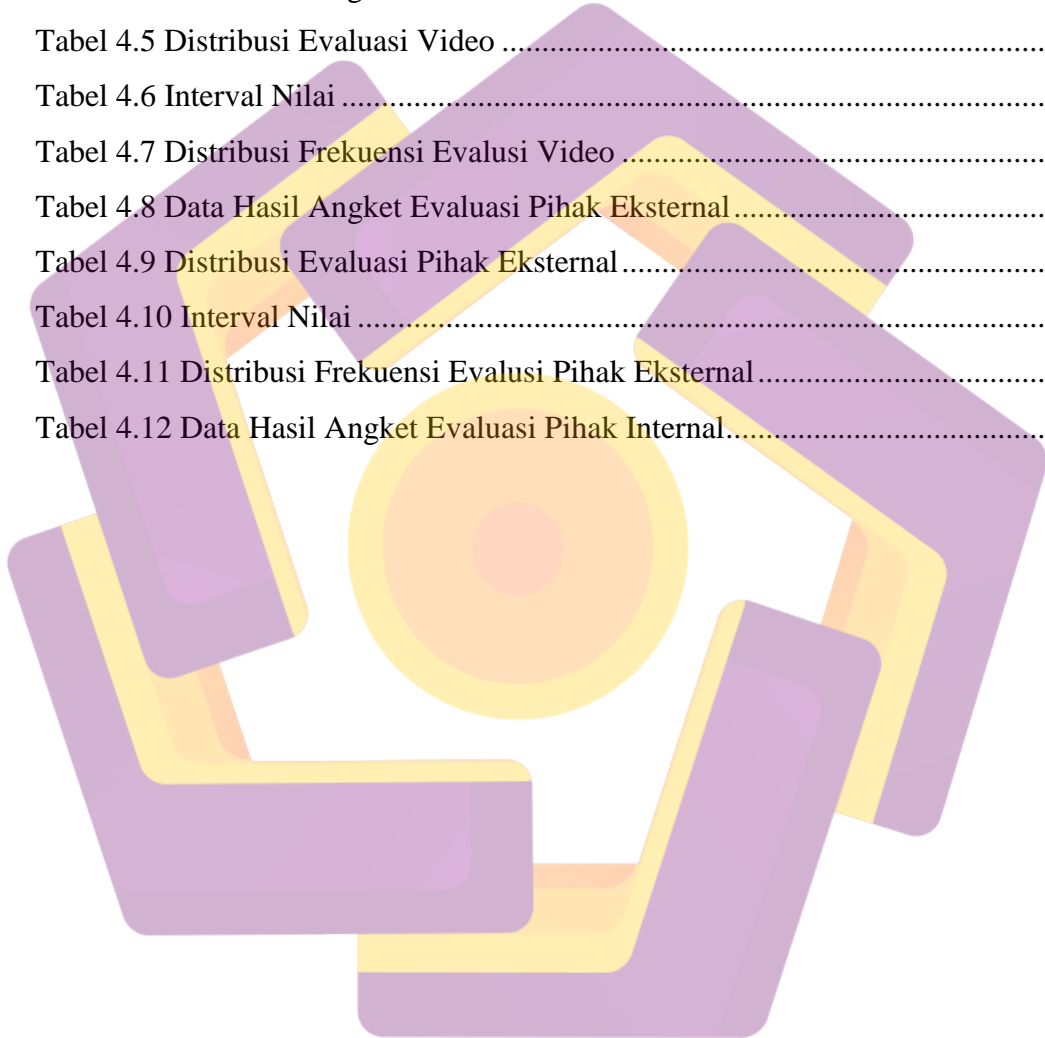 Tabel 4.5 Distribusi Evaluasi Video ....................................................................
Tabel 4.6 Interval Nilai ........................................................................................
Tabel 4.7 Distribusi Frekuensi Evalusi Video .....................................................
Tabel 4.8 Data Hasil Angket Evaluasi Pihak Eksternal ......................................
Tabel 4.9 Distribusi Evaluasi Pihak Eksternal .....................................................
Tabel 4.10 Interval Nilai ......................................................................................
Tabel 4.11 Distribusi Frekuensi Evalusi Pihak Eksternal ...................................
Tabel 4.12 Data Hasil Angket Evaluasi Pihak Internal.......................................